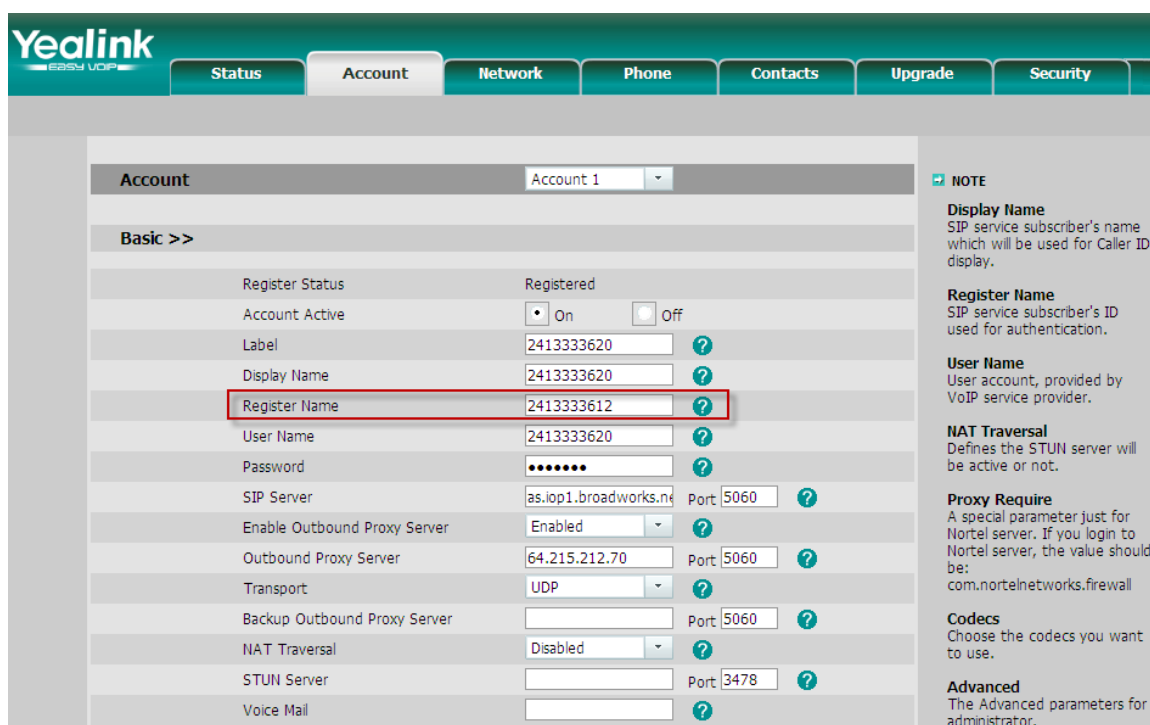 Yealink
EASY VOIP
Status Account Network Phone Contacts Upgrade Security
Account Account 1
Basic >>
Register Status Registered
Account Active On Off
Label 2413333620 ?
Display Name 2413333620 ?
Register Name 2413333612 ?
User Name 2413333620 ?
Password ••••••• ?
SIP Server as.iop1.broadworks.ne Port 5060 ?
Enable Outbound Proxy Server Enabled ?
Outbound Proxy Server 64.215.212.70 Port 5060 ?
Transport UDP ?
Backup Outbound Proxy Server Port 5060 ?
NAT Traversal Disabled ?
STUN Server Port 3478 ?
Voice Mail ?
NOTE
Display Name
SIP service subscriber's name
which will be used for Caller ID
display.
Register Name
SIP service subscriber's ID
used for authentication.
User Name
User account, provided by
VoIP service provider.
NAT Traversal
Defines the STUN server will
be active or not.
Proxy Require
A special parameter just for
Nortel server. If you login to
Nortel server, the value should
be:
com.nortelnetworks.firewall
Codecs
Choose the codecs you want
to use.
Advanced
The Advanced parameters for
administrator.